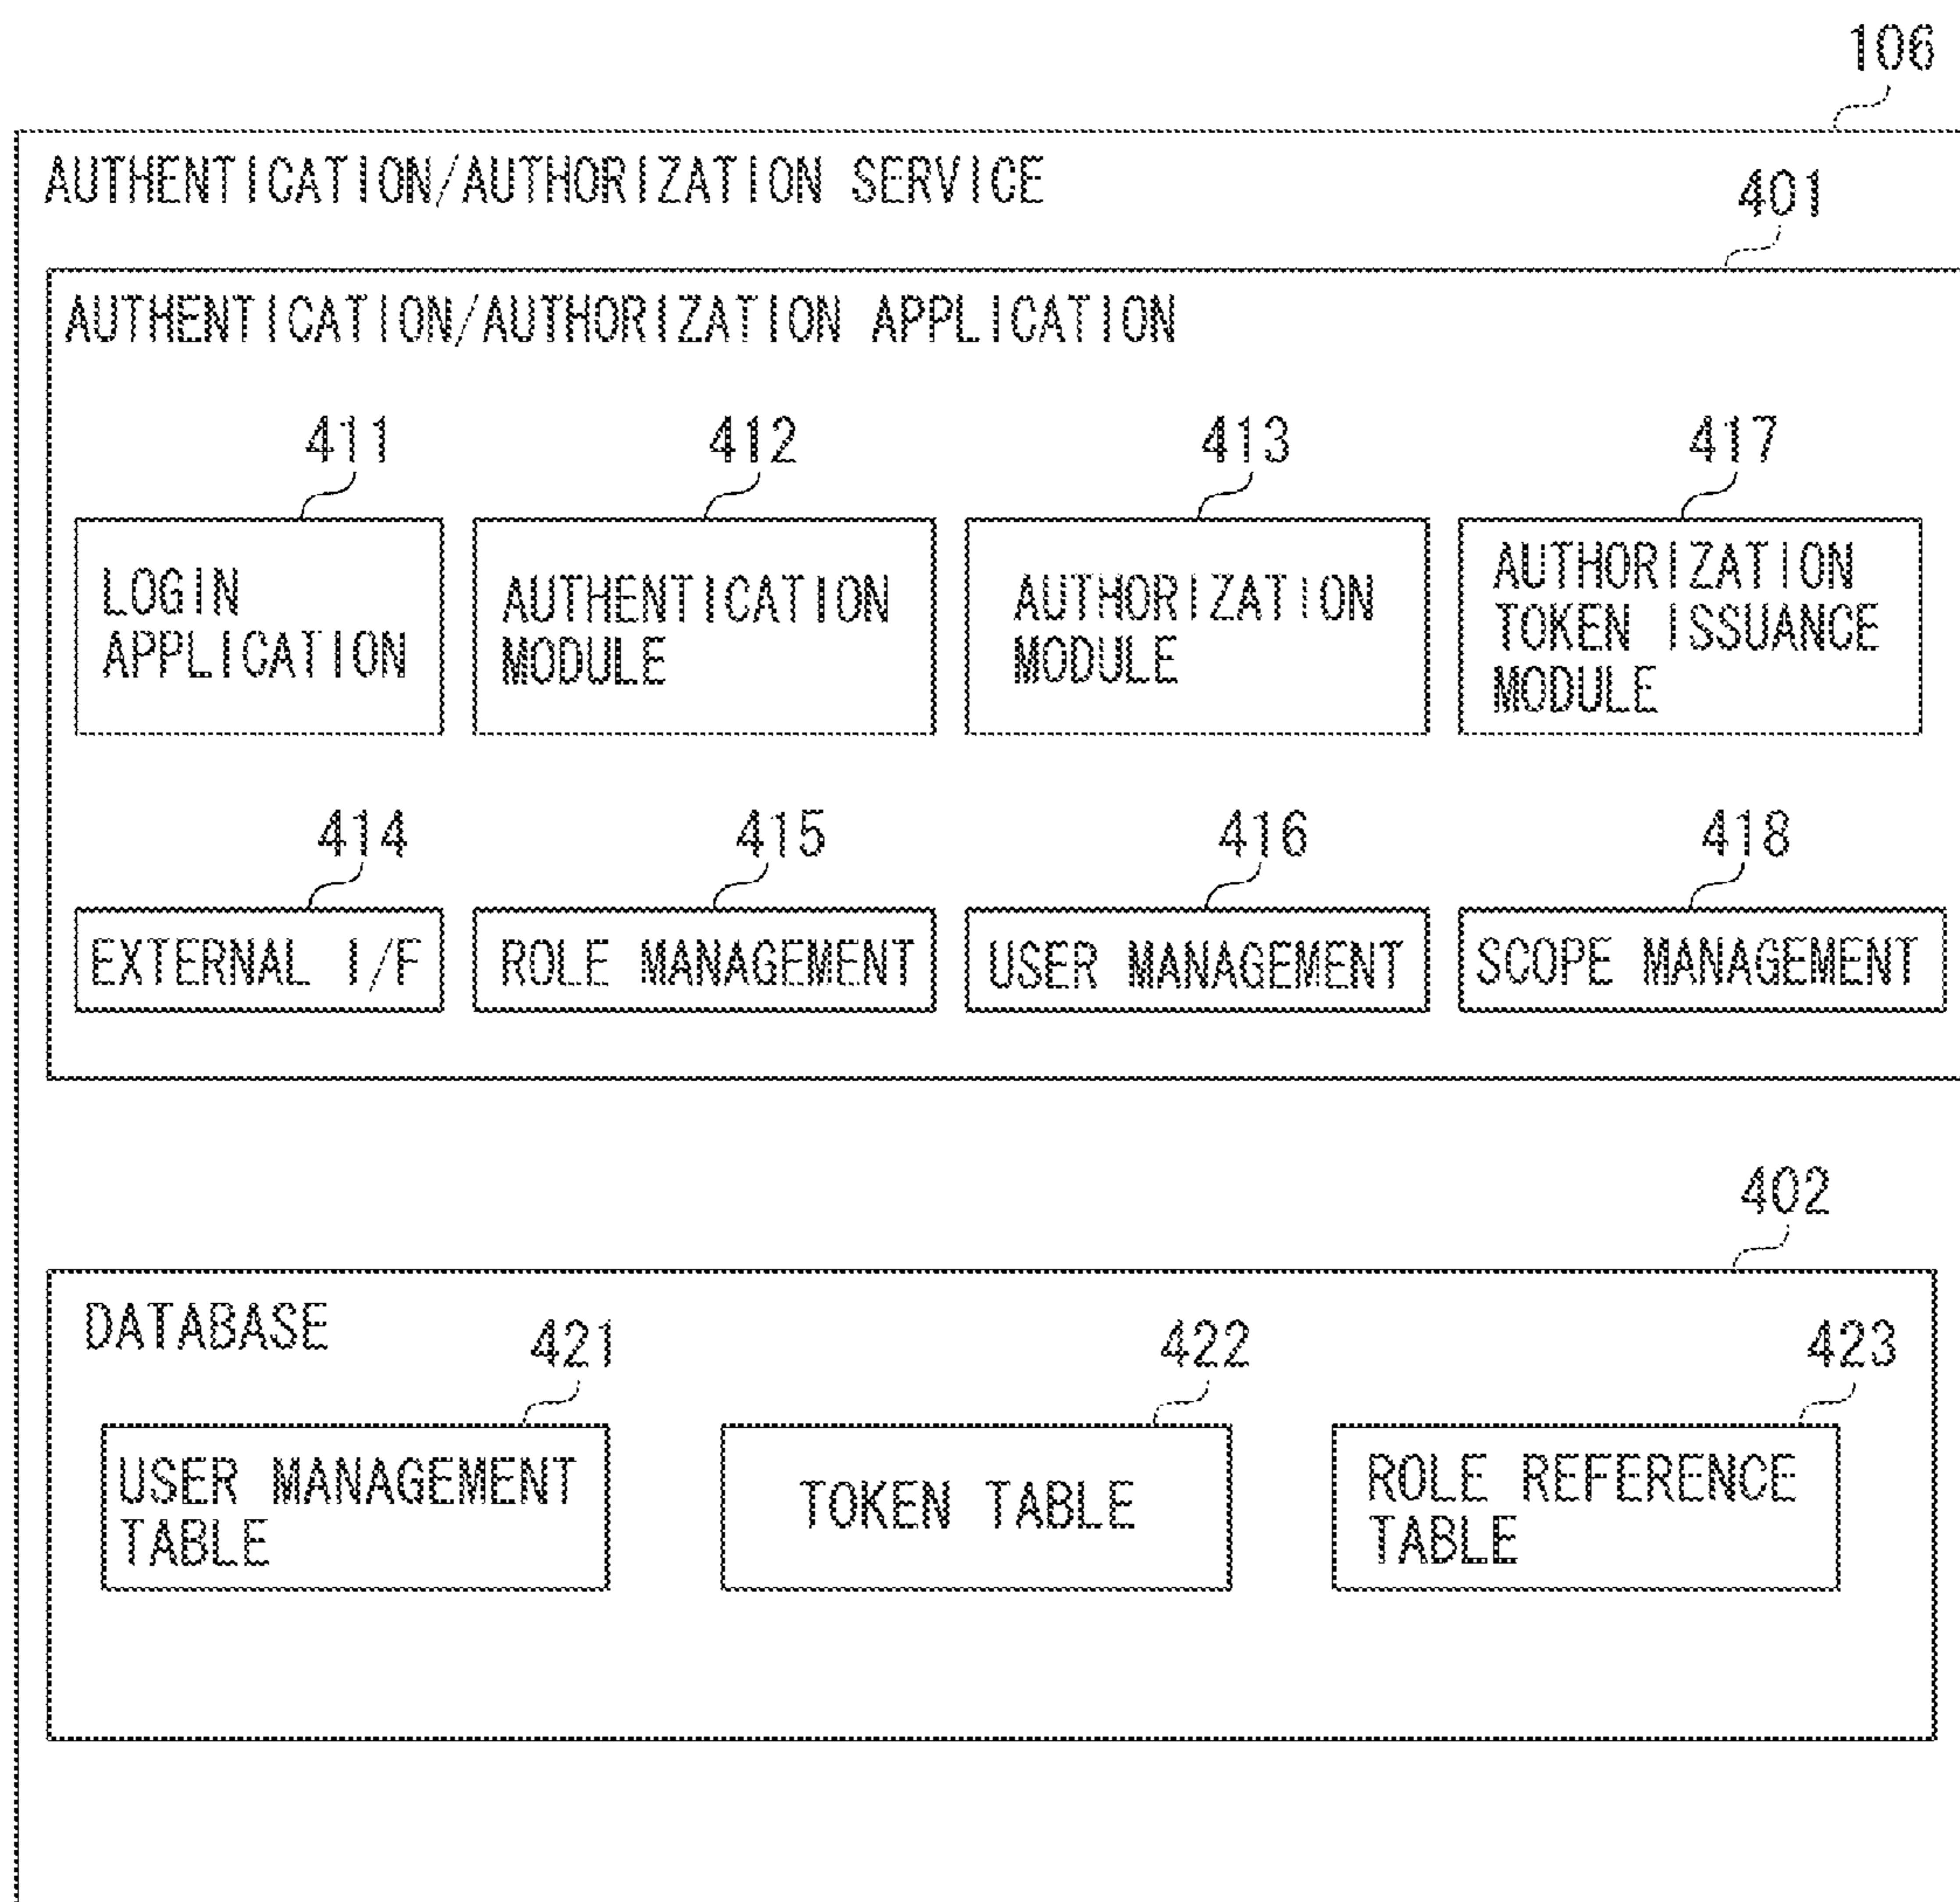 106
AUTHENTICATION/AUTHORIZATION SERVICE
401
AUTHENTICATION/AUTHORIZATION APPLICATION
411
412
413
417
LOGIN
APPLICATION
AUTHENTICATION
MODULE
AUTHORIZATION
MODULE
AUTHORIZATION
TOKEN ISSUANCE
MODULE
414
415
416
418
EXTERNAL I/F
ROLE MANAGEMENT
USER MANAGEMENT
SCOPE MANAGEMENT
402
DATABASE
421
422
423
USER MANAGEMENT
TABLE
TOKEN TABLE
ROLE REFERENCE
TABLE